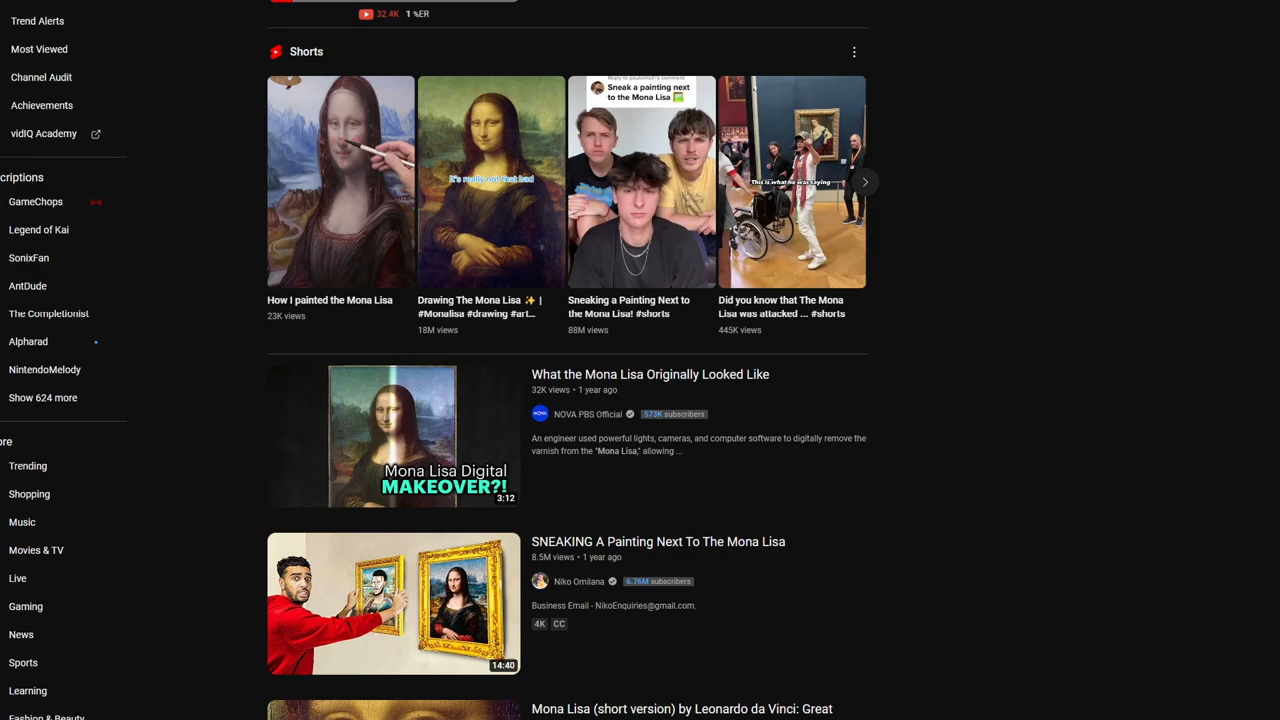 Trend Alerts
Most Viewed
Channel Audit
Achievements
vidIQ Academy
criptions
GameChops
Legend of Kai
SonixFan
AntDude
The Completionist
Alpharad
NintendoMelody
Show 624 more
ore
Trending
Shopping
Music
Movies & TV
Live
Gaming
News
Sports
Learning
Fashion & Beauty
32.4K 1 %ER
Shorts
It's really not that bad
Sneak a painting next
to the Mona Lisa
This is what he was saying
How I painted the Mona Lisa
23K views
Drawing The Mona Lisa ✨ |
#Monalisa #drawing #art...
18M views
Sneaking a Painting Next to
the Mona Lisa! #shorts
88M views
Did you know that The Mona
Lisa was attacked ... #shorts
445K views
Mona Lisa Digital
MAKEOVER?!
3:12
What the Mona Lisa Originally Looked Like
32K views • 1 year ago
NOVA
NOVA PBS Official
573K subscribers
An engineer used powerful lights, cameras, and computer software to digitally remove the
varnish from the "Mona Lisa," allowing ...
14:40
SNEAKING A Painting Next To The Mona Lisa
8.5M views • 1 year ago
Niko Omilana
6.76M subscribers
Business Email - NikoEnquiries@gmail.com.
4K CC
Mona Lisa (short version) by Leonardo da Vinci: Great